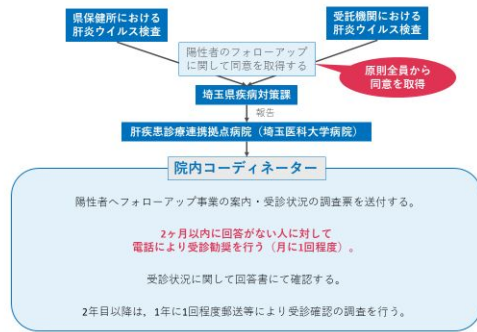 県保健所における
肝炎ウイルス検査
受託機関における
肝炎ウイルス検査
陽性者のフォローアップ
に関して同意を取得する
原則全員から
同意を取得
埼玉県疾病対策課
報告
肝疾患診療連携拠点病院（埼玉医科大学病院）
院内コーディネーター
陽性者へフォローアップ事業の案内・受診状況の調査票を送付する。
2ヶ月以内に回答がない人に対して
電話により受診勧奨を行う（月に1回程度）。
受診状況に関して回答書にて確認する。
2年目以降は，1年に1回程度郵送等により受診確認の調査を行う。